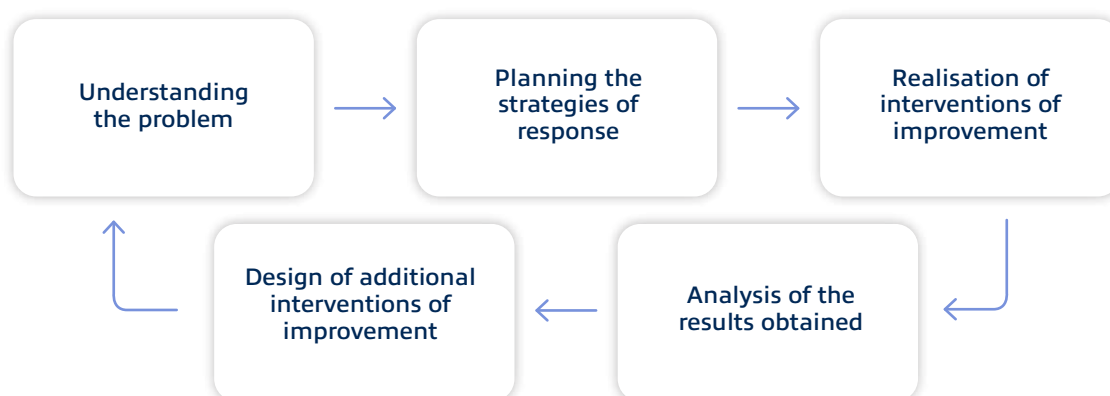 Understanding
the problem
Planning the
strategies of
response
Realisation of
interventions of
improvement
Analysis of the
results obtained
Design of additional
interventions of
improvement